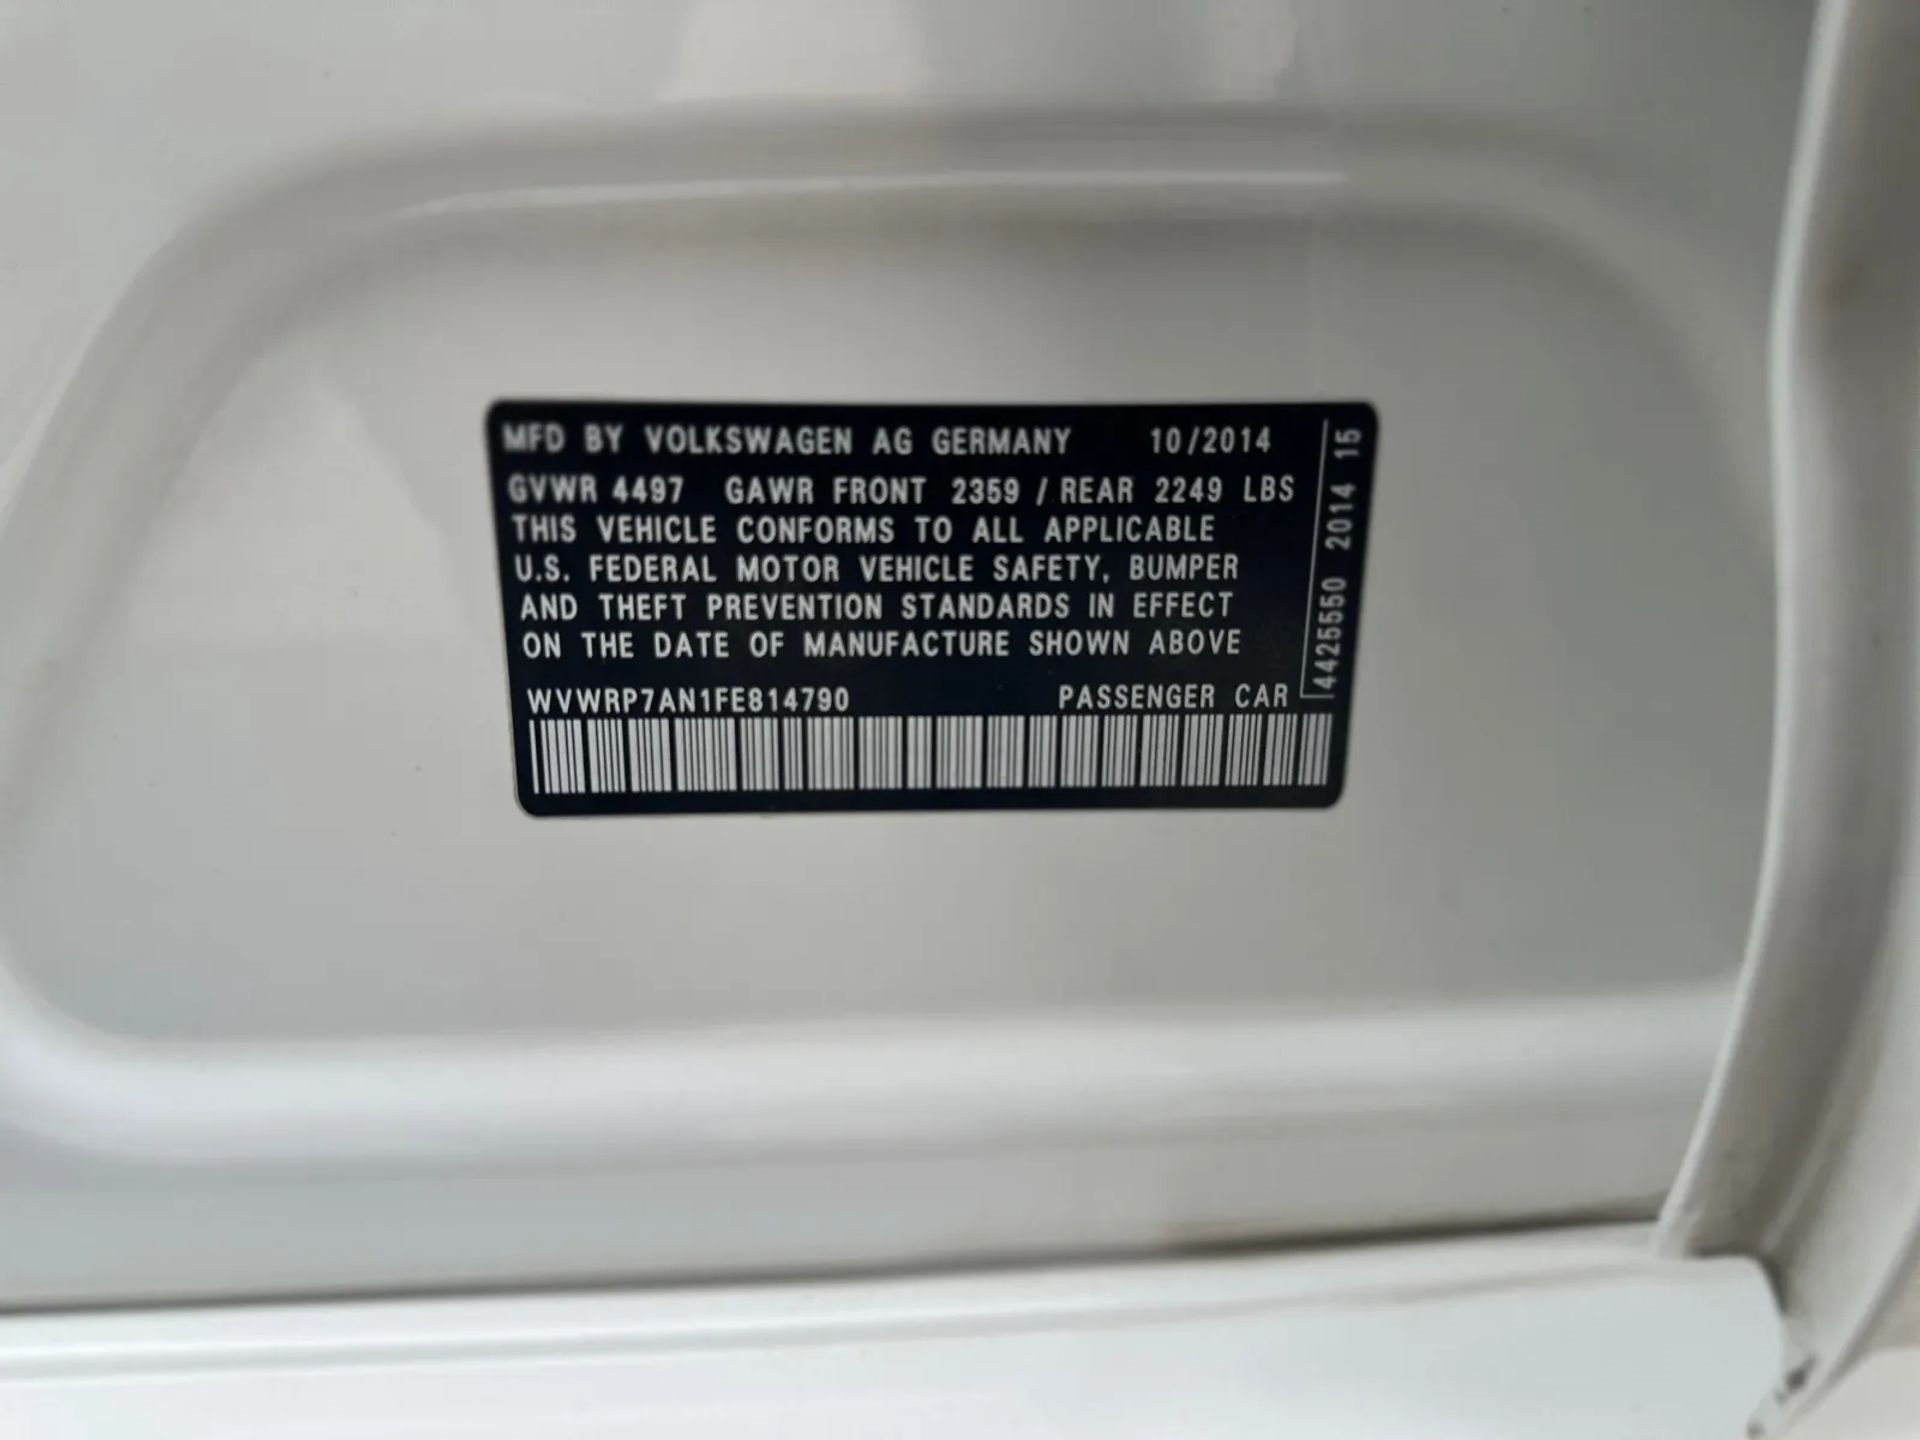 MFD BY VOLKSWAGEN AG GERMANY 10/2014
GVWR 4497 GAWR FRONT 2359 / REAR 2249 LBS
THIS VEHICLE CONFORMS TO ALL APPLICABLE
U.S. FEDERAL MOTOR VEHICLE SAFETY, BUMPER
AND THEFT PREVENTION STANDARDS IN EFFECT
ON THE DATE OF MANUFACTURE SHOWN ABOVE
WVWRP7AN1FE814790 PASSENGER CAR
4425550 2014 15